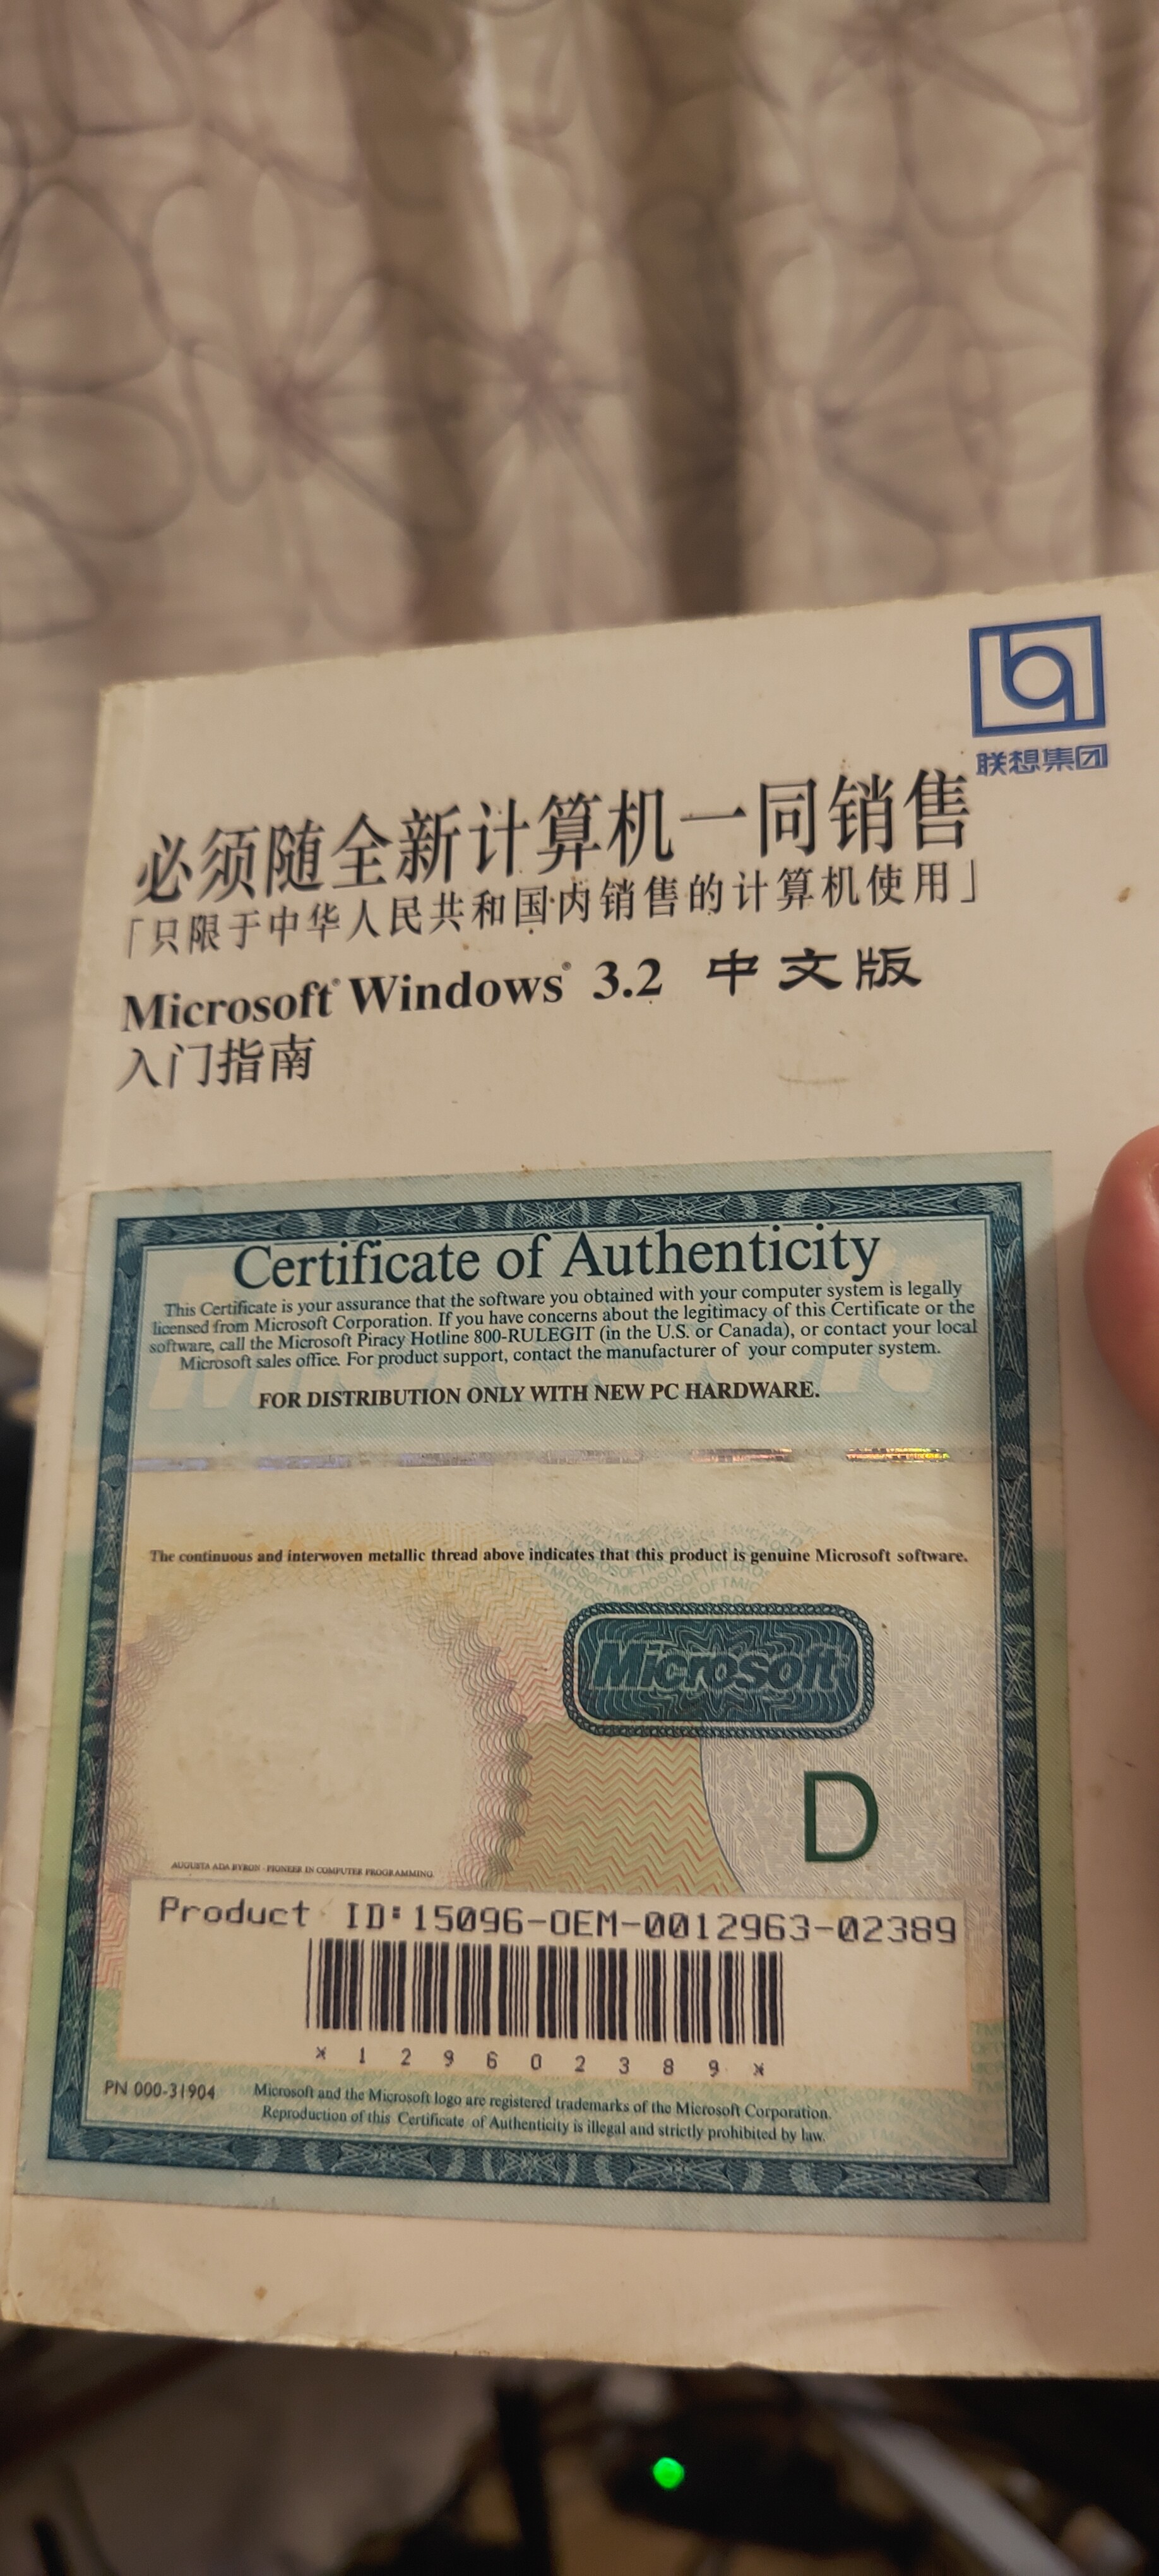 联想集团
必须随全新计算机一同销售
「只限于中华人民共和国内销售的计算机使用」
Microsoft® Windows® 3.2 中文版
入门指南
Certificate of Authenticity
This Certificate is your assurance that the software you obtained with your computer system is legally
licensed from Microsoft Corporation. If you have concerns about the legitimacy of this Certificate or the
software, call the Microsoft Piracy Hotline 800-RULEGIT (in the U.S. or Canada), or contact your local
Microsoft sales office. For product support, contact the manufacturer of your computer system.
FOR DISTRIBUTION ONLY WITH NEW PC HARDWARE.
The continuous and interwoven metallic thread above indicates that this product is genuine Microsoft software.
Microsoft
D
AUGUSTA ADA BYRON - PIONEER IN COMPUTER PROGRAMMING
Product ID:15096-OEM-0012963-02389
* 1 2 9 6 0 2 3 8 9 *
PN 000-31904
Microsoft and the Microsoft logo are registered trademarks of the Microsoft Corporation.
Reproduction of this Certificate of Authenticity is illegal and strictly prohibited by law.